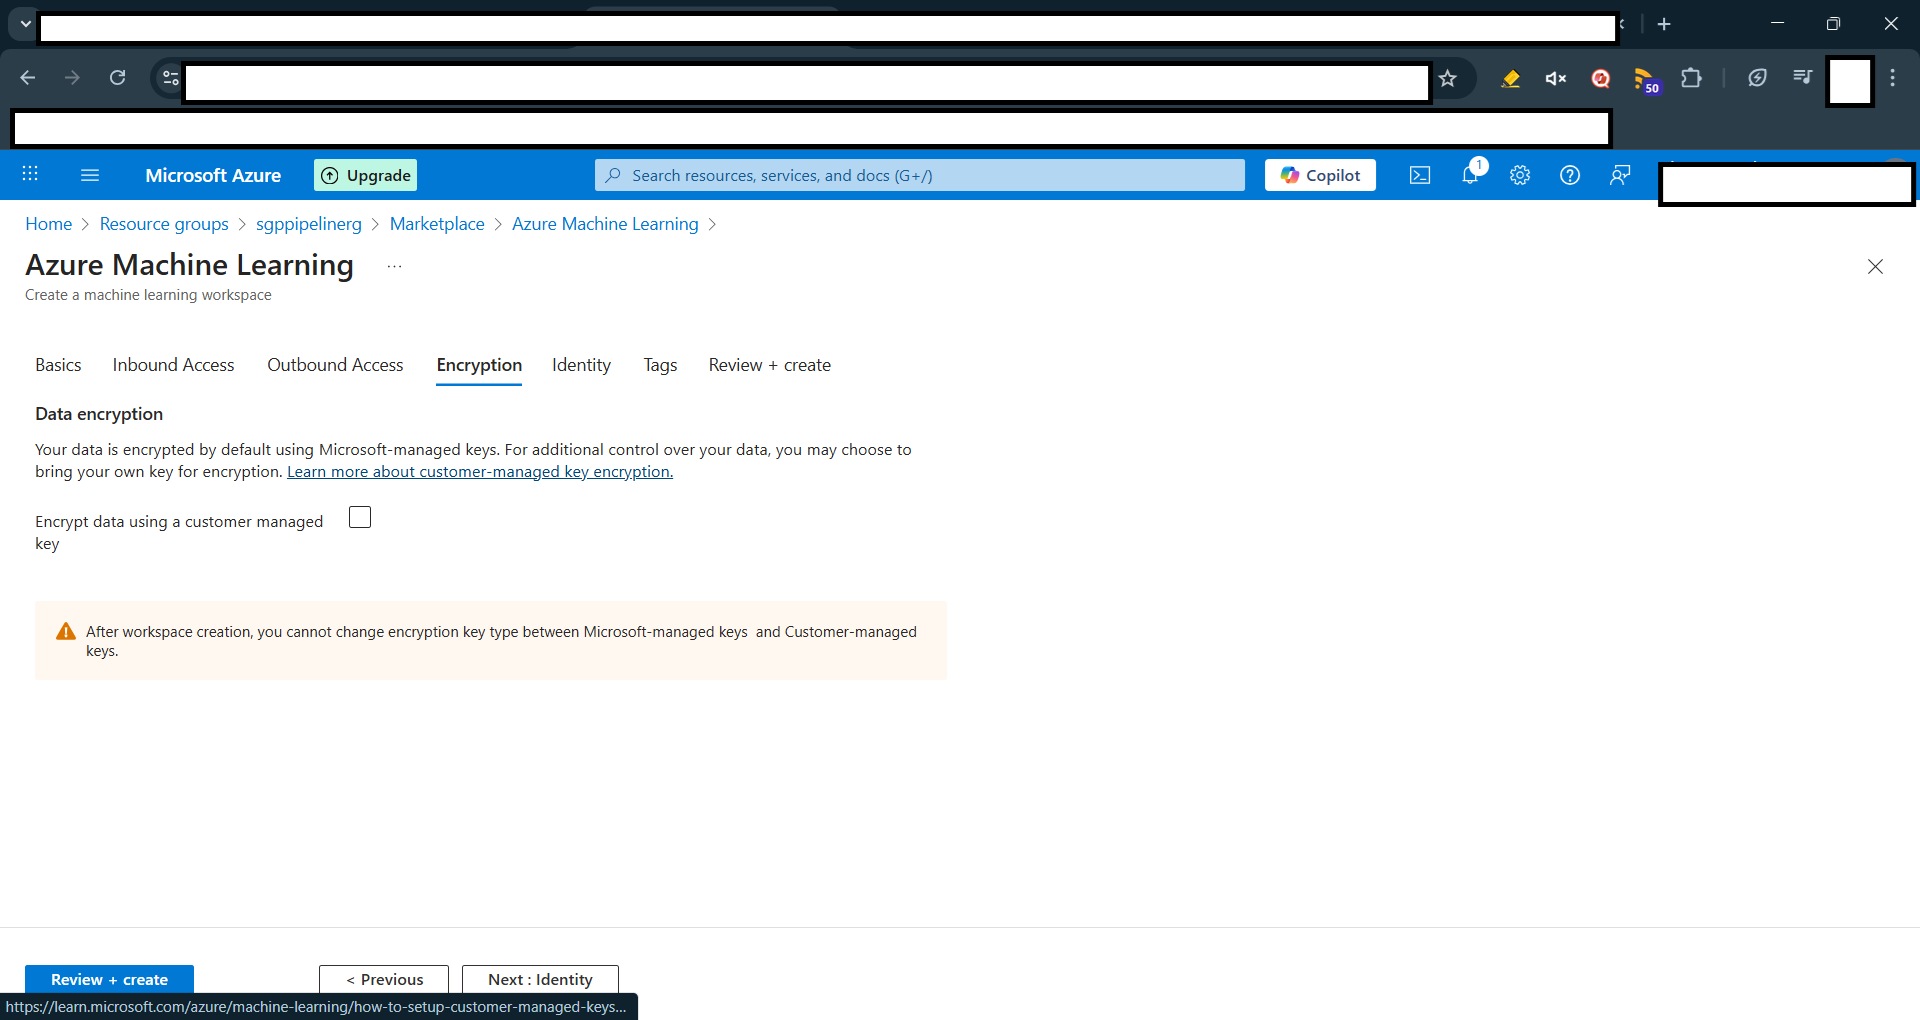 50
Microsoft Azure
Upgrade
Search resources, services, and docs (G+/)
Copilot
1
Home > Resource groups > sgppipelinerg > Marketplace > Azure Machine Learning >
Azure Machine Learning ...
Create a machine learning workspace
Basics Inbound Access Outbound Access Encryption Identity Tags Review + create
Data encryption
Your data is encrypted by default using Microsoft-managed keys. For additional control over your data, you may choose to
bring your own key for encryption. Learn more about customer-managed key encryption.
Encrypt data using a customer managed
key
After workspace creation, you cannot change encryption key type between Microsoft-managed keys and Customer-managed
keys.
Review + create
< Previous
Next : Identity
https://learn.microsoft.com/azure/machine-learning/how-to-setup-customer-managed-keys...